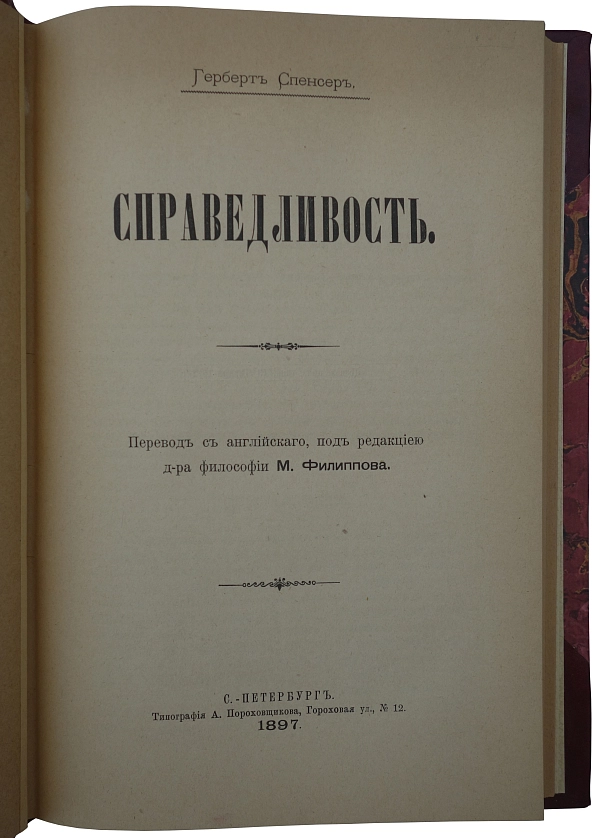 Гербертъ Спенсеръ.
СПРАВЕДЛИВОСТЬ.
Переводъ съ англійскаго, подъ редакціею
д-ра философіи М. Филиппова.
С.-ПЕТЕРБУРГЪ.
Типографія А. Пороховщикова, Гороховая ул., № 12.
1897.